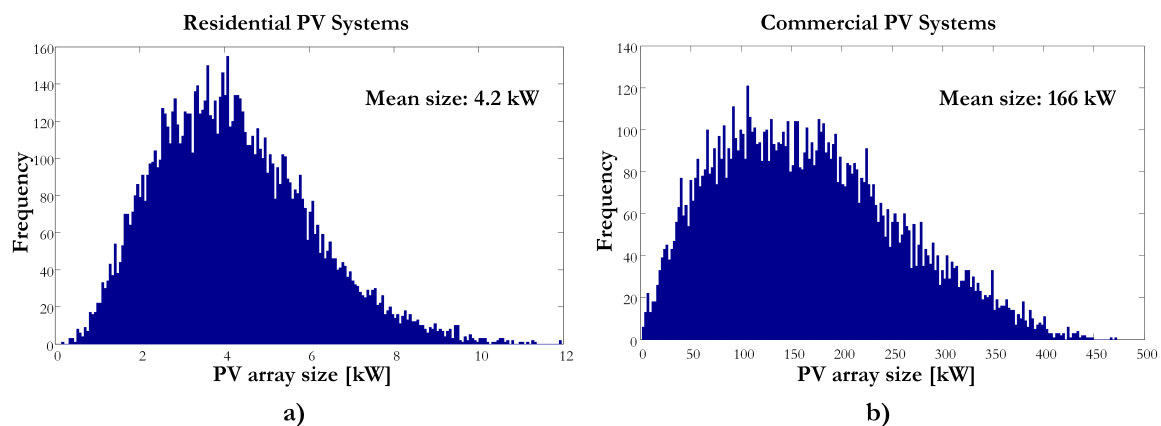 Residential PV Systems
160
140
120
100
80
60
40
20
0
Frequency
Mean size: 4.2 kW
0 2 4 6 8 10 12
PV array size [kW]
a)
Commercial PV Systems
140
120
100
80
60
40
20
0
Frequency
Mean size: 166 kW
0 50 100 150 200 250 300 350 400 450 500
PV array size [kW]
b)